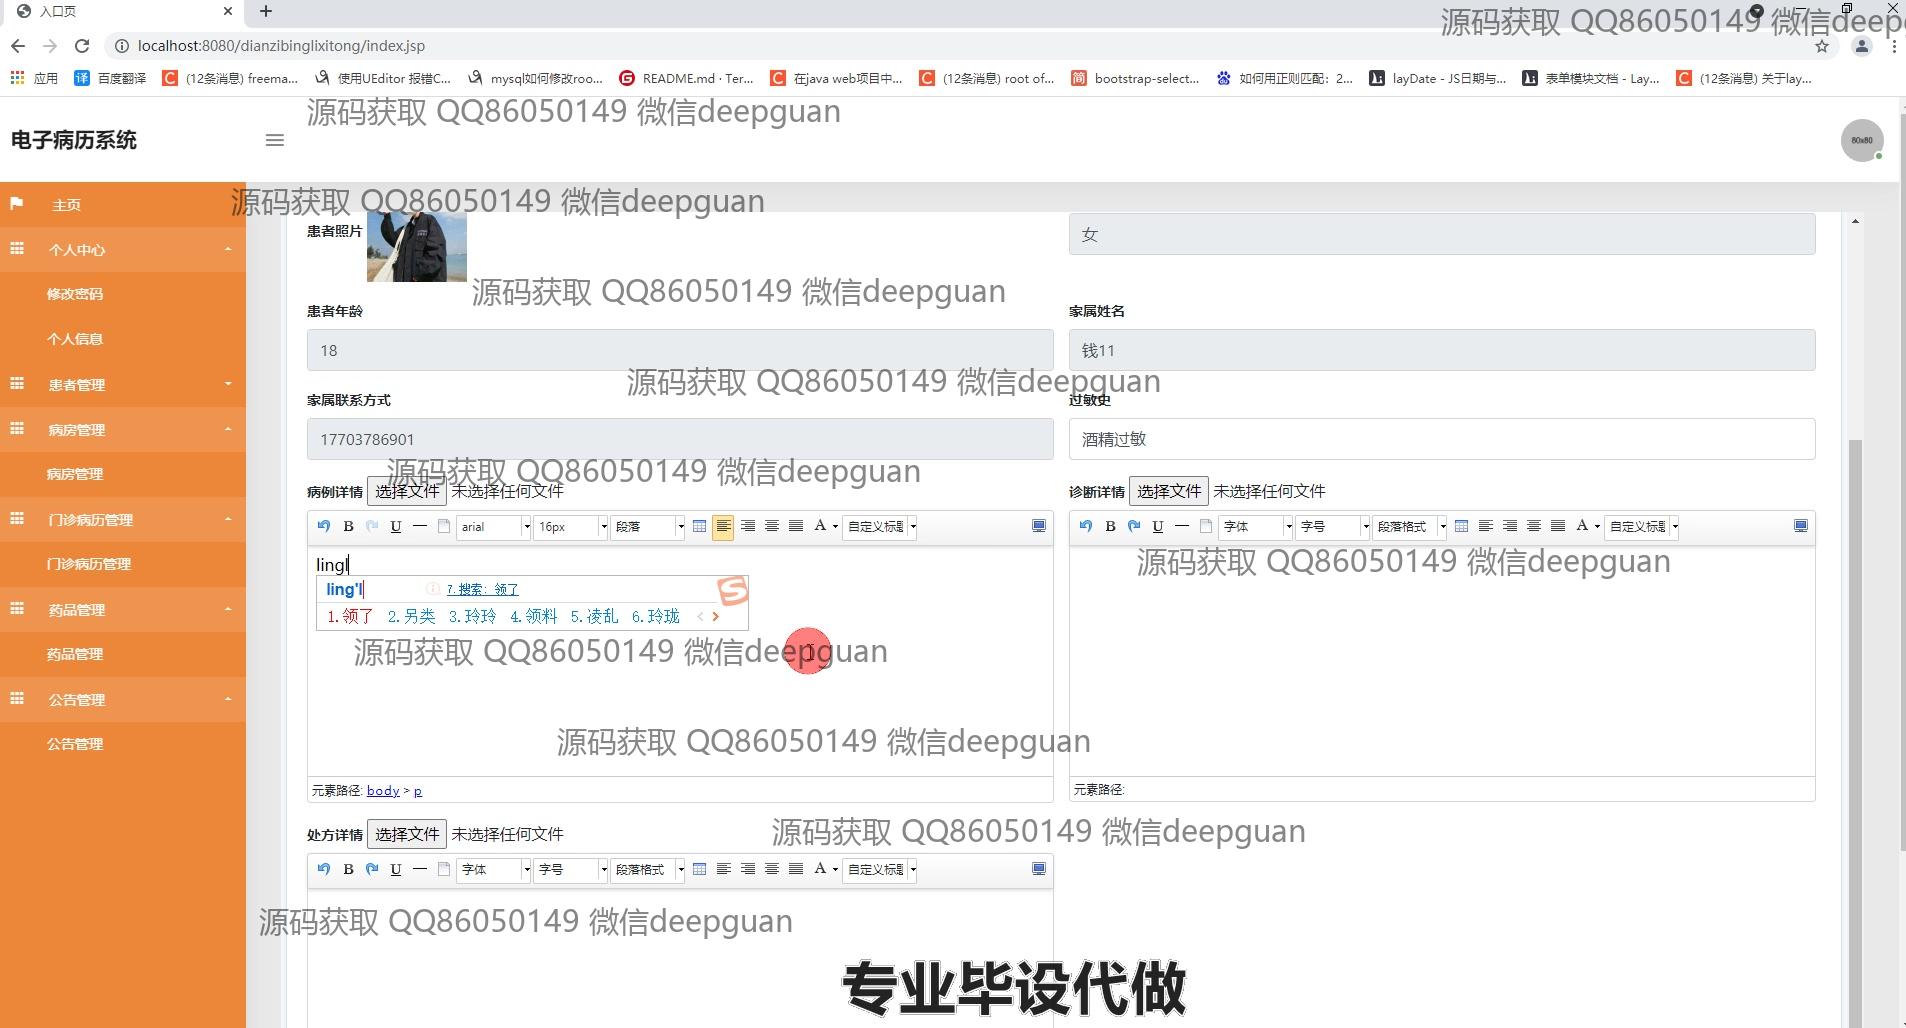 入口页
源码获取 QQ86050149 微信deepg
localhost:8080/dianzibinglixitong/index.jsp
应用 百度翻译 (12条消息) freema... 使用UEditor 报错C... mysql如何修改roo... README.md · Ter... 在java web项目中... (12条消息) root of... bootstrap-select... 如何用正则匹配：2... layDate - JS日期与... 表单模块文档 - Lay... (12条消息) 关于lay...
源码获取 QQ86050149 微信deepguan
电子病历系统
80x80
主页
源码获取 QQ86050149 微信deepguan
患者照片
女
个人中心
源码获取 QQ86050149 微信deepguan
修改密码
患者年龄 家属姓名
个人信息
18 钱11
患者管理
源码获取 QQ86050149 微信deepguan
家属联系方式 过敏史
病房管理
17703786901 酒精过敏
病房管理
源码获取 QQ86050149 微信deepguan
病例详情 选择文件 未选择任何文件 诊断详情 选择文件 未选择任何文件
门诊病历管理
B U arial 16px 段落 A 自定义标题 B U 字体 字号 段落格式 A 自定义标题
门诊病历管理
lingl
源码获取 QQ86050149 微信deepguan
ling'l 7.搜索：领了
1.领了 2.另类 3.玲玲 4.领料 5.凌乱 6.玲珑
药品管理
药品管理
源码获取 QQ86050149 微信deepguan
公告管理
公告管理
源码获取 QQ86050149 微信deepguan
元素路径: body > p 元素路径:
处方详情 选择文件 未选择任何文件
源码获取 QQ86050149 微信deepguan
B U 字体 字号 段落格式 A 自定义标题
源码获取 QQ86050149 微信deepguan
专业毕设代做